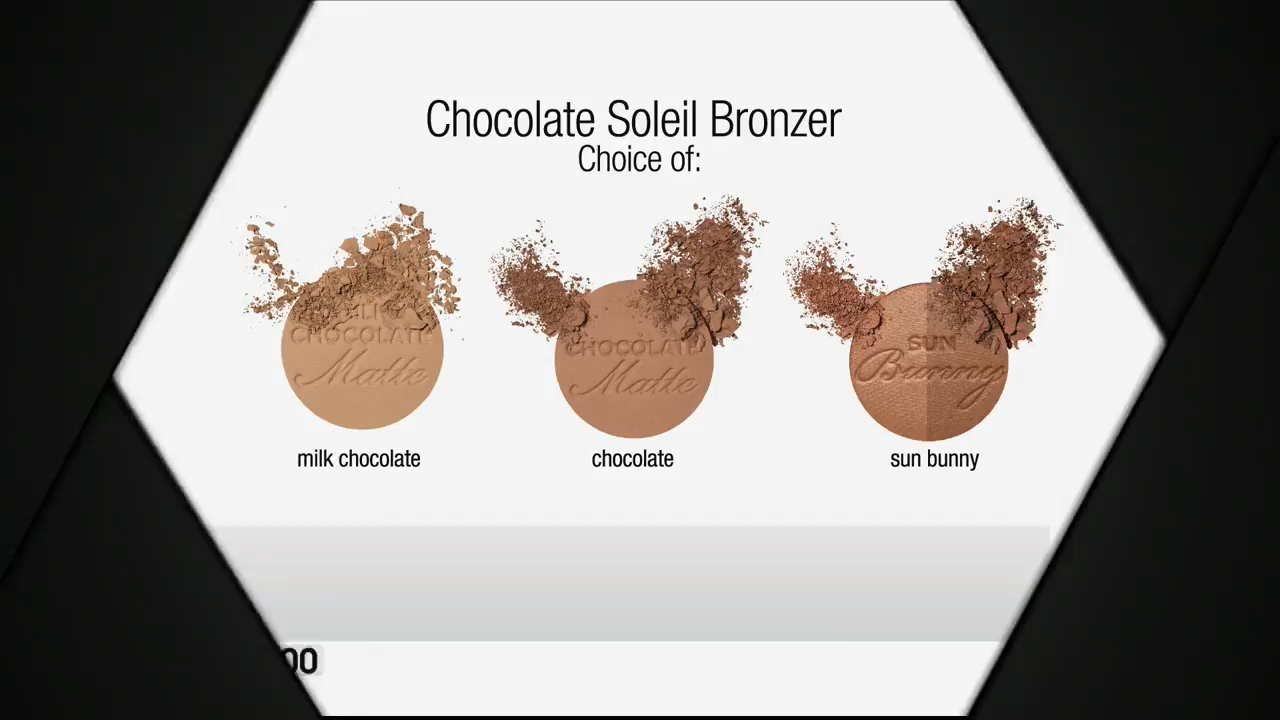 Chocolate Soleil Bronzer
Choice of:
CHOCOLATE
Matte
CHOCOLATE
Matte
SUN
Bunny
milk chocolate
chocolate
sun bunny
00